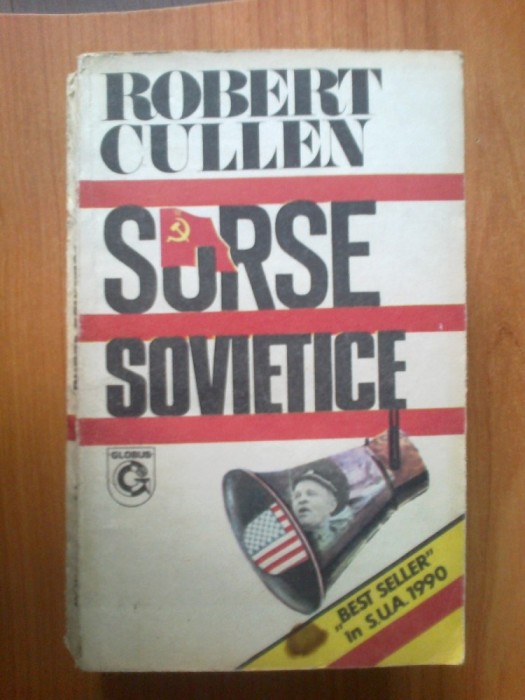 ROBERT
CULLEN
SURSE
SOVIETICE
GLOBUS
„BEST SELLER”
în S.U.A. 1990